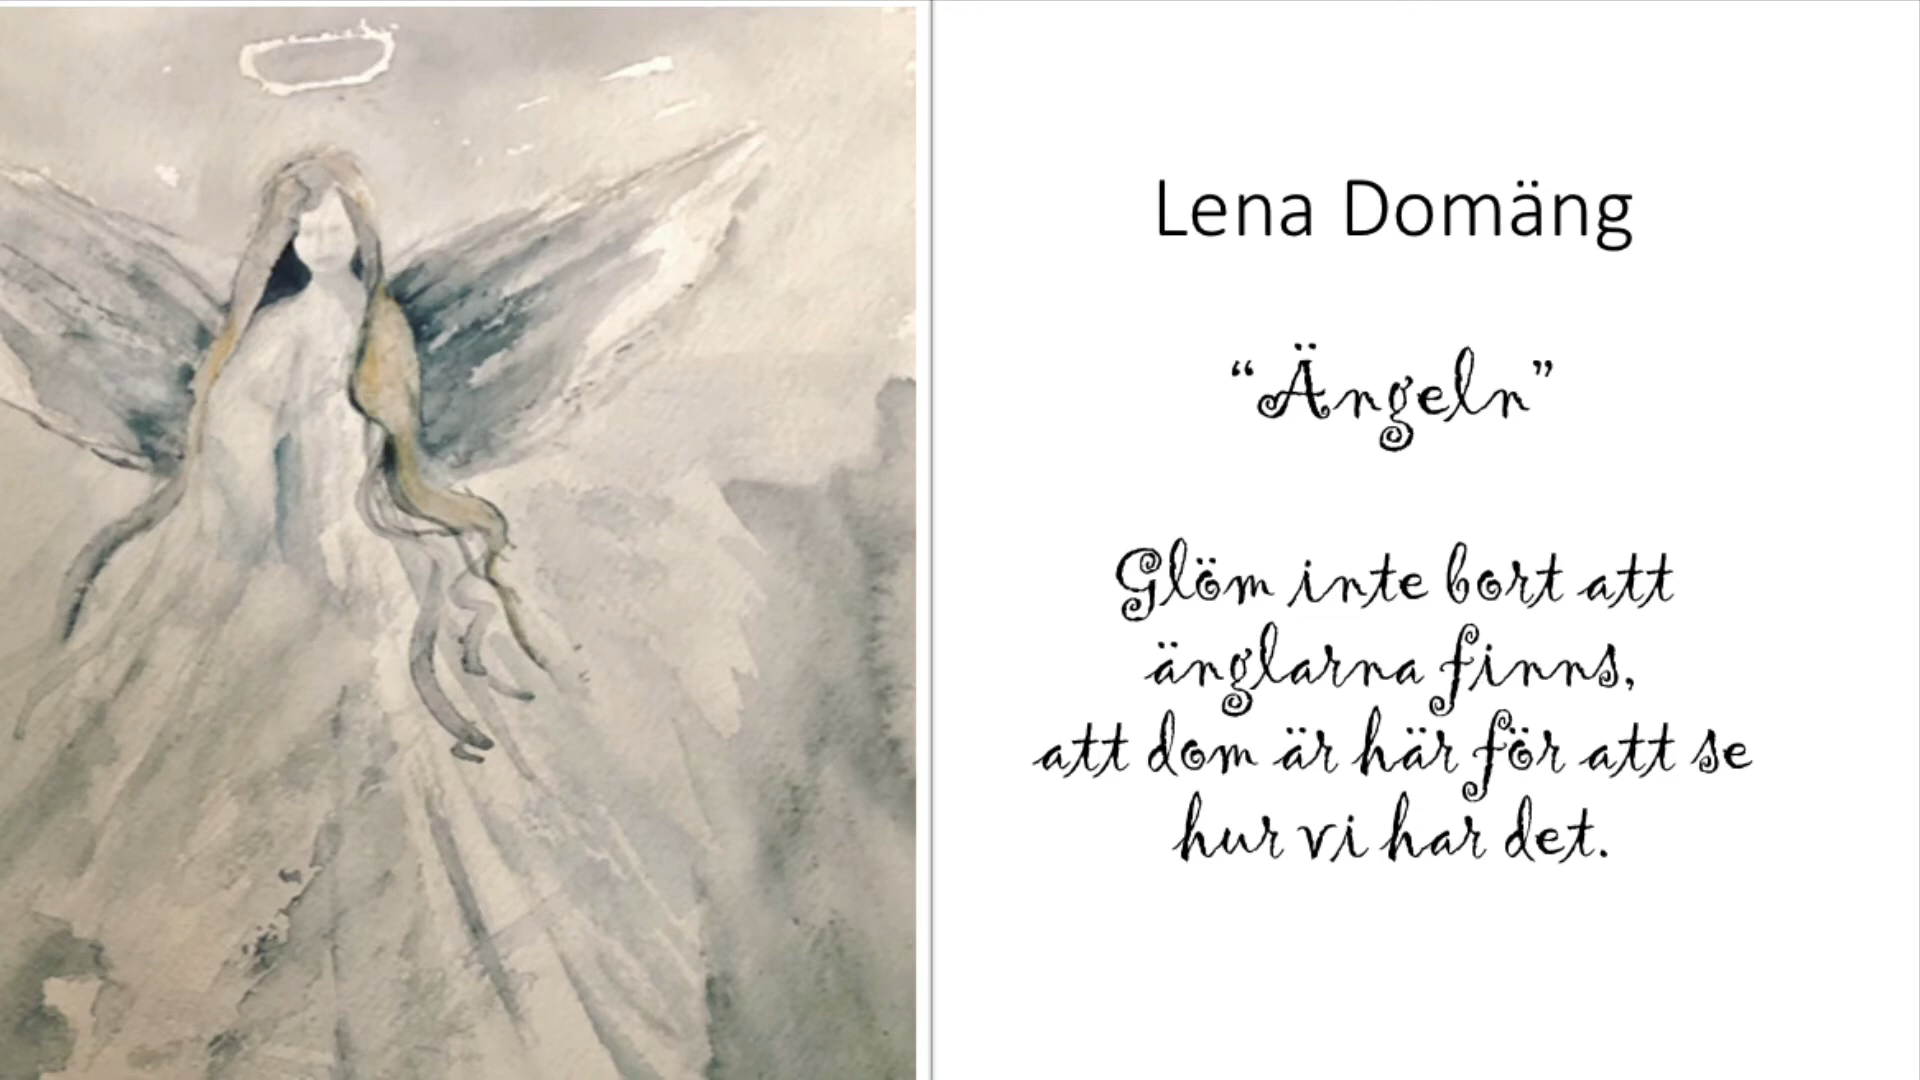 Lena Domäng
“Ängeln”
Glöm inte bort att
änglarna finns,
att dom är här för att se
hur vi har det.